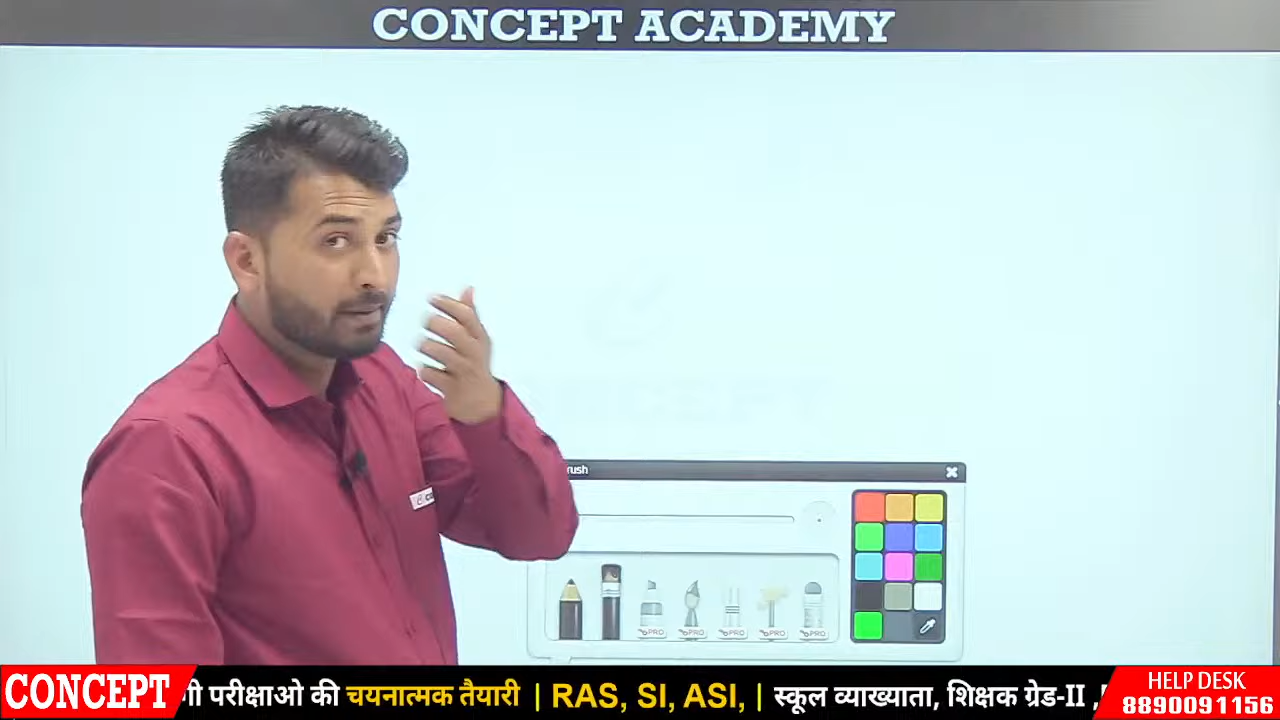 CONCEPT ACADEMY
rush
PRO PRO PRO PRO PRO
CONCEPT
परीक्षाओ की चयनात्मक तैयारी | RAS, SI, ASI, | स्कूल व्याख्याता, शिक्षक ग्रेड-II ,
HELP DESK
8890091156